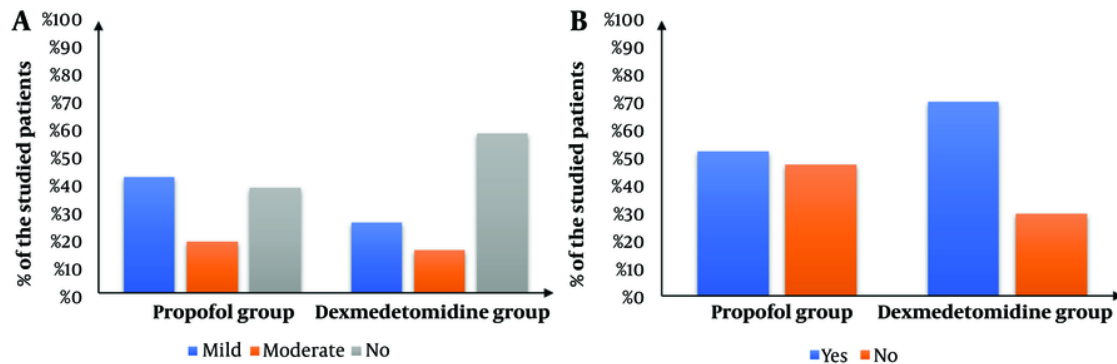 A
% of the studied patients
%100
%90
%80
%70
%60
%50
%40
%30
%20
%10
%0
Propofol group
Dexmedetomidine group
Mild
Moderate
No
B
% of the studied patients
%100
%90
%80
%70
%60
%50
%40
%30
%20
%10
%0
Propofol group
Dexmedetomidine group
Yes
No